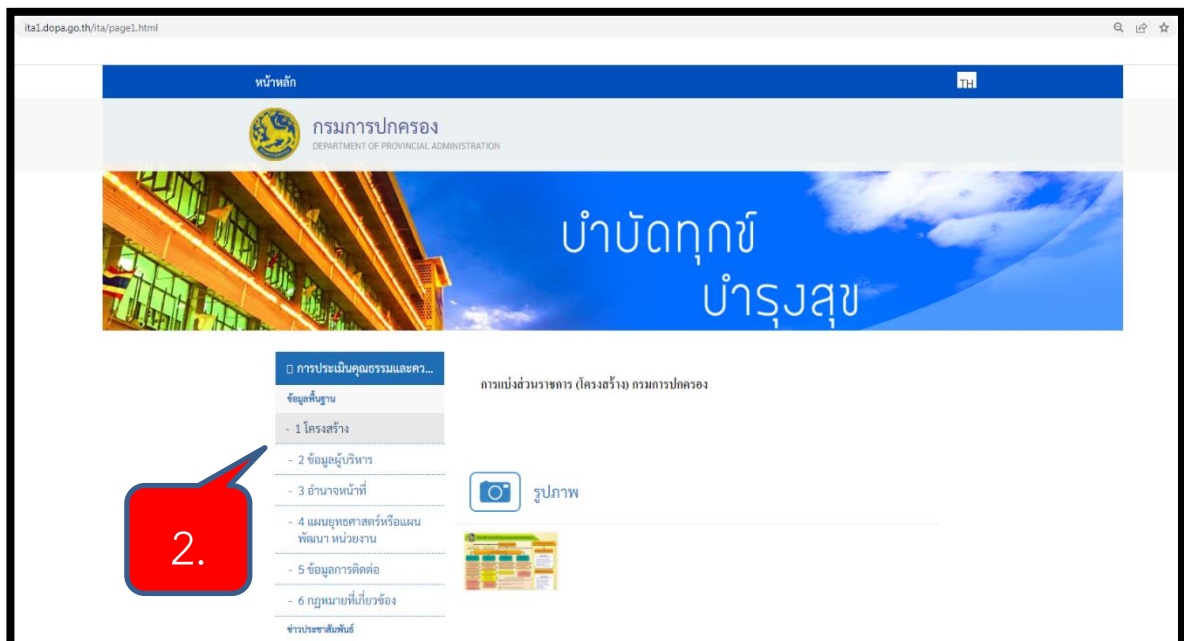 ita1.dopa.go.th/ita/page1.html
หน้าหลัก
TH
กรมการปกครอง
DEPARTMENT OF PROVINCIAL ADMINISTRATION
บำบัดทุกข์
บำรุงสุข
การประเมินคุณธรรมและคว...
ข้อมูลพื้นฐาน
- 1 โครงสร้าง
- 2 ข้อมูลผู้บริหาร
- 3 อำนาจหน้าที่
- 4 แผนยุทธศาสตร์หรือแผน
พัฒนา หน่วยงาน
- 5 ข้อมูลการติดต่อ
- 6 กฎหมายที่เกี่ยวข้อง
ข่าวประชาสัมพันธ์
การแบ่งส่วนราชการ (โครงสร้าง) กรมการปกครอง
รูปภาพ
2.